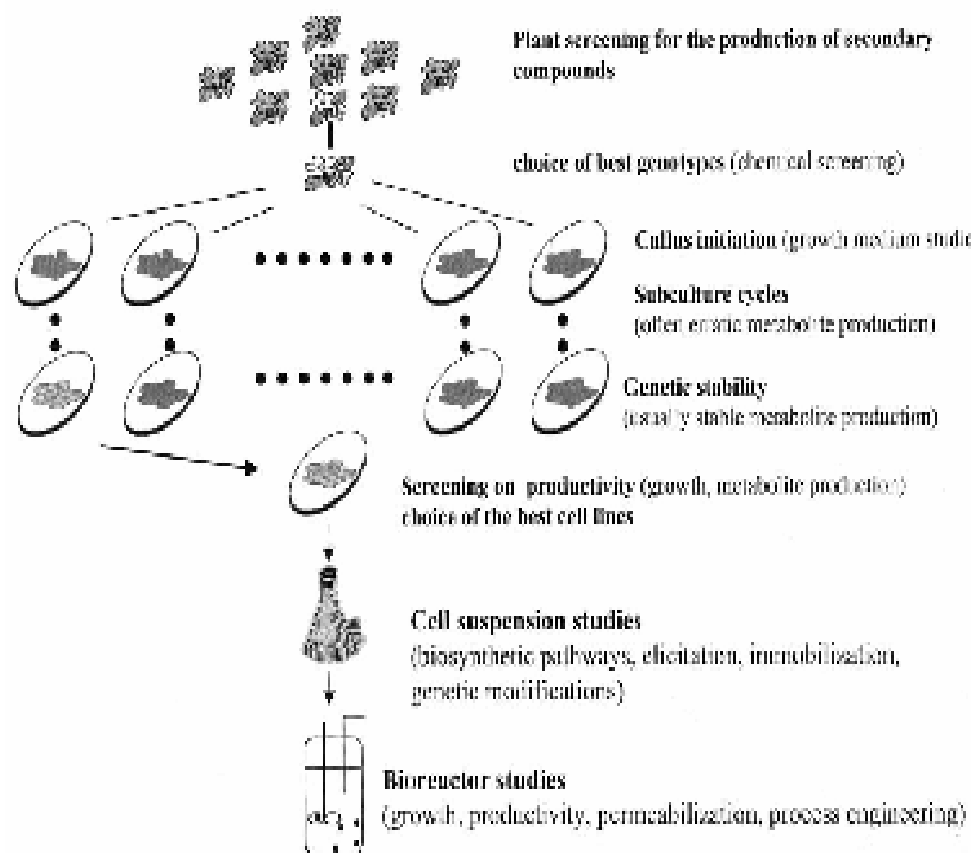 Plant screening for the production of secondary
compounds
choice of best genotypes (chemical screening)
Callus initiation (growth medium studie
Subculture cycles
(often erratic metabolite production)
Genetic stability
(usually stable metabolite production)
Screening on productivity (growth, metabolite production)
choice of the best cell lines
Cell suspension studies
(biosynthetic pathways, elicitation, immobilization,
genetic modifications)
Bioreactor studies
(growth, productivity, permeabilization, process engineering)